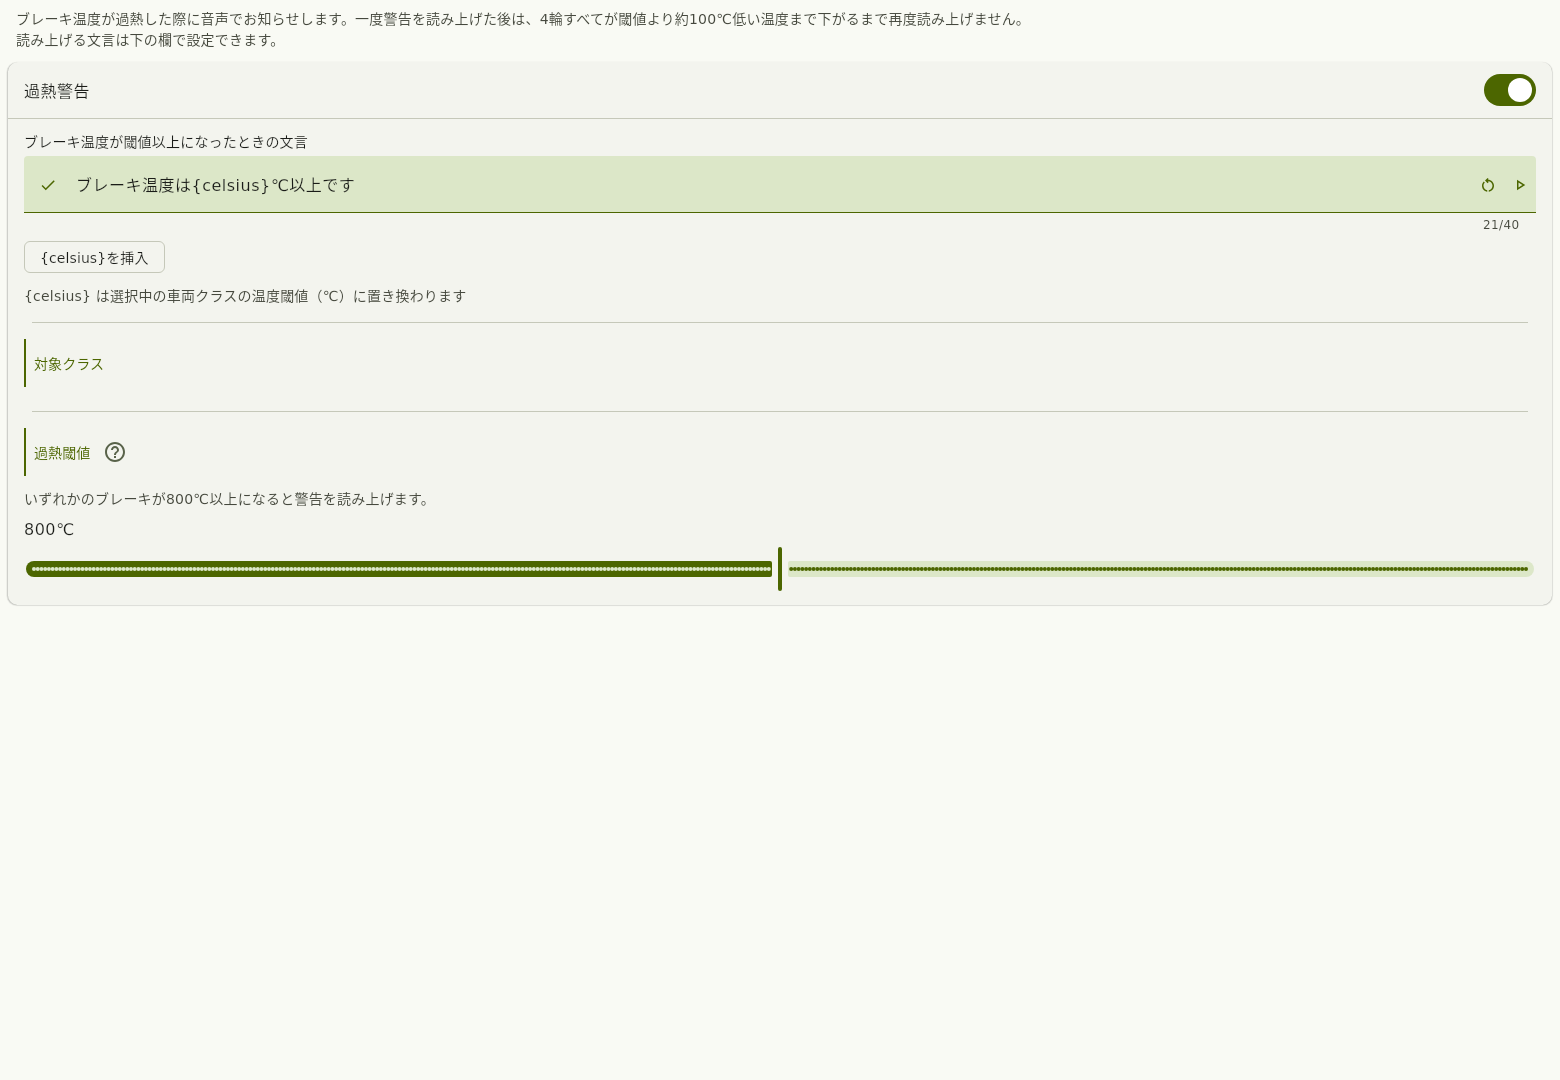 ブレーキ温度が過熱した際に音声でお知らせします。一度警告を読み上げた後は、4輪すべてが閾値より約100℃低い温度まで下がるまで再度読み上げません。
読み上げる文言は下の欄で設定できます。
過熱警告
ブレーキ温度が閾値以上になったときの文言
ブレーキ温度は{celsius}℃以上です
21/40
{celsius}を挿入
{celsius} は選択中の車両クラスの温度閾値（℃）に置き換わります
対象クラス
過熱閾値
いずれかのブレーキが800℃以上になると警告を読み上げます。
800℃